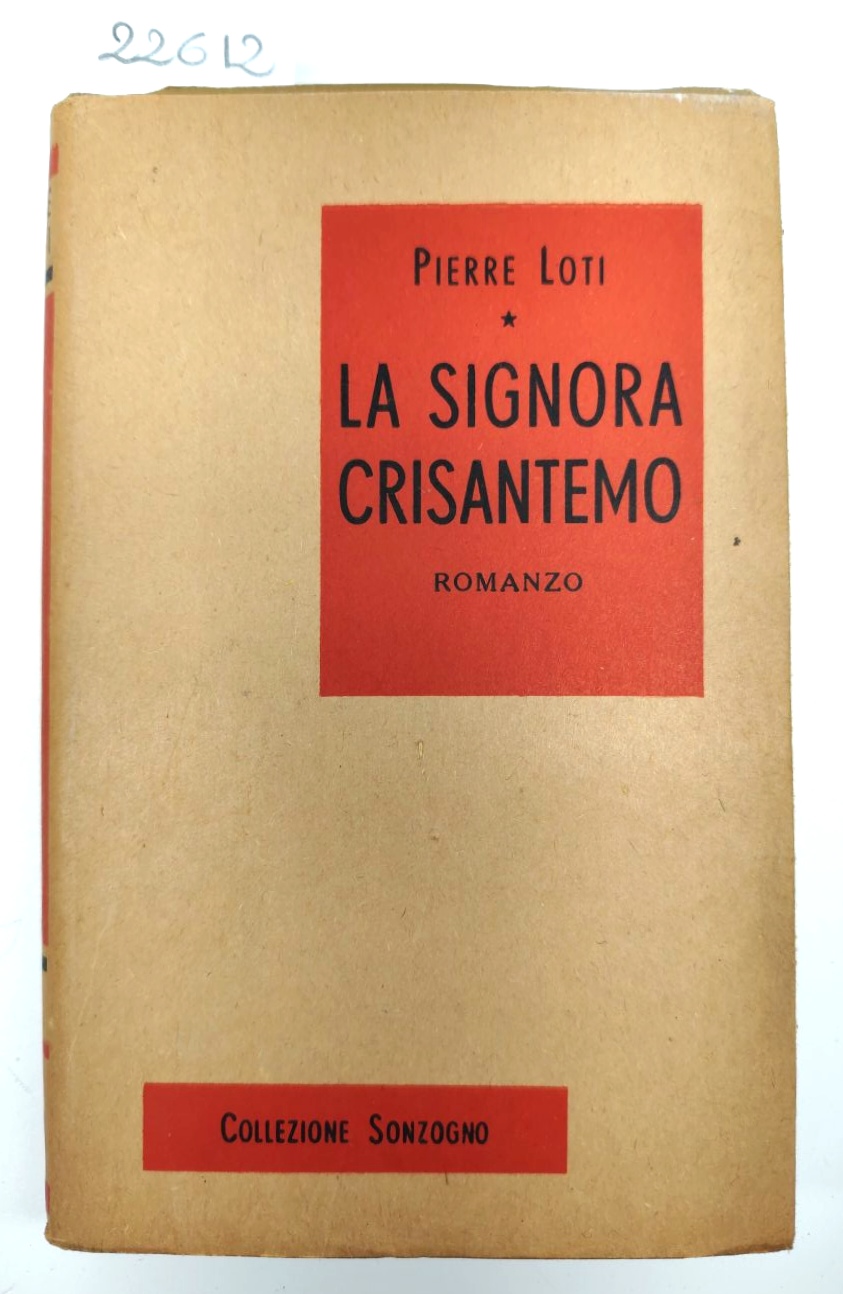 22612
PIERRE LOTI
★
LA SIGNORA
CRISANTEMO
ROMANZO
COLLEZIONE SONZOGNO